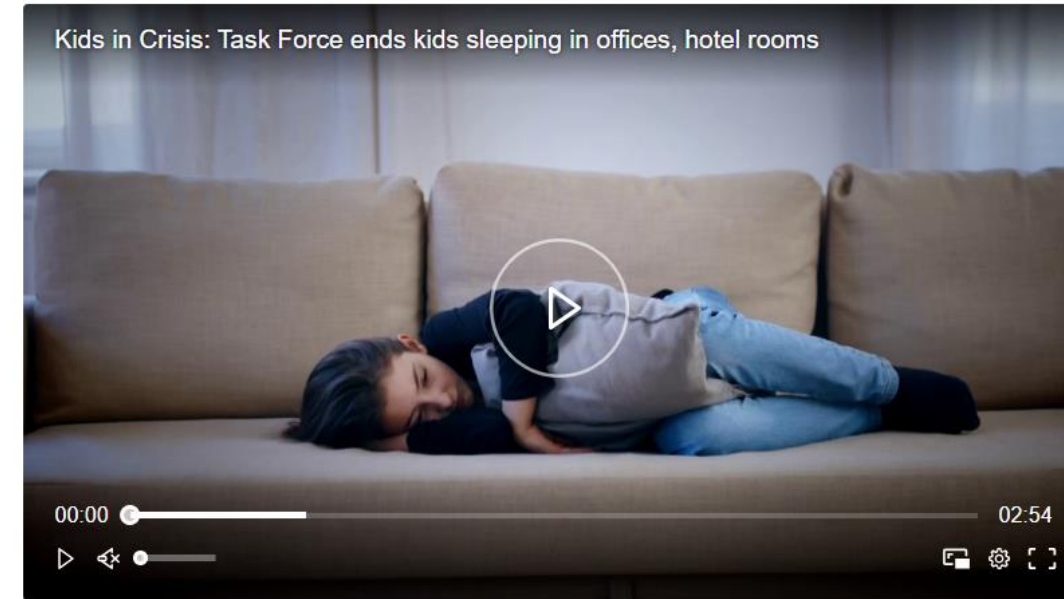 Kids in Crisis: Task Force ends kids sleeping in offices, hotel rooms
00:00
02:54